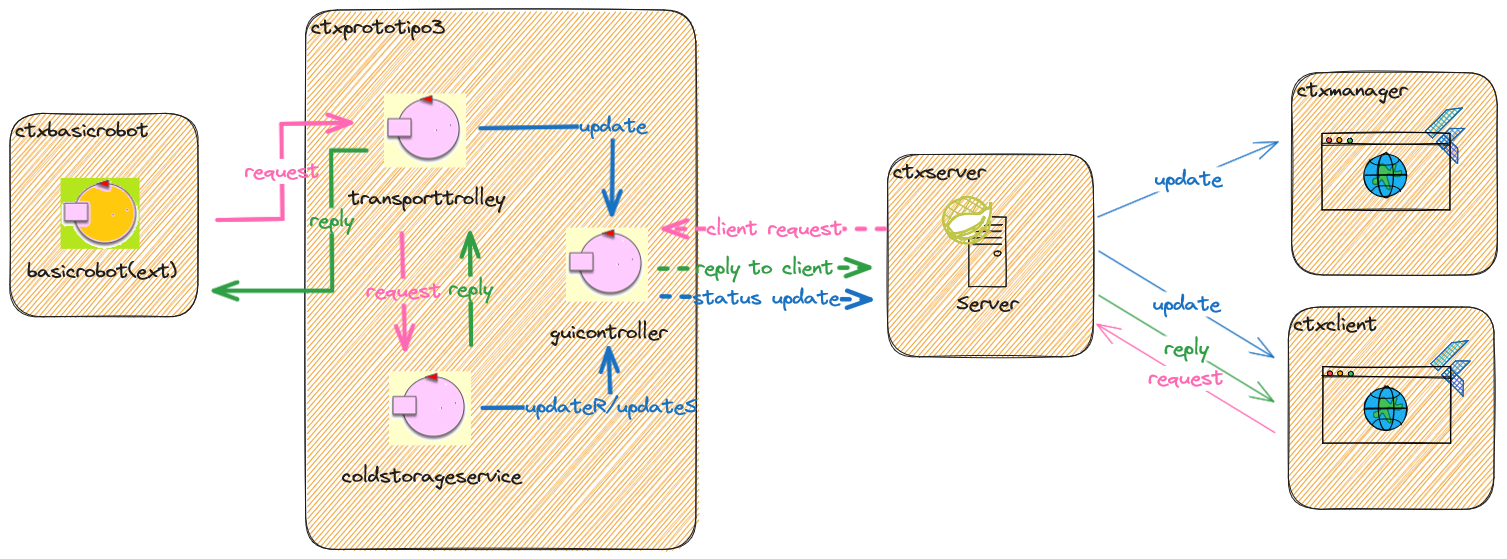 ctxprototipo3
ctxbasicrobot
request
reply
basicrobot(ext)
transporttrolley
update
request
reply
guicontroller
updateR/updateS
coldstorageservice
client request
reply to client
status update
ctxserver
Server
update
update
reply
request
ctxmanager
ctxclient